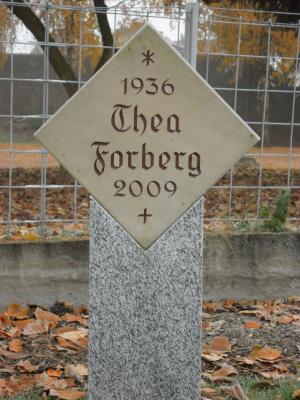 *
1936
Thea
Forberg
2009
+